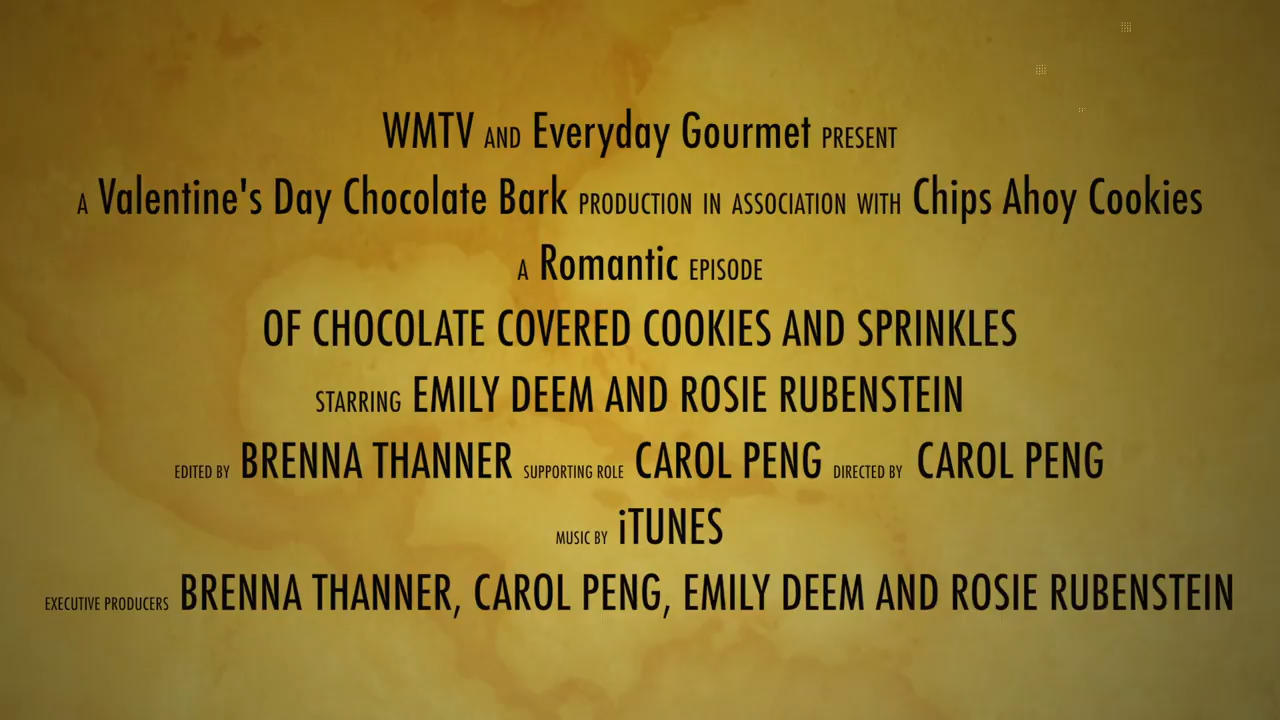 WMTV AND Everyday Gourmet PRESENT
A Valentine's Day Chocolate Bark PRODUCTION IN ASSOCIATION WITH Chips Ahoy Cookies
A Romantic EPISODE
OF CHOCOLATE COVERED COOKIES AND SPRINKLES
STARRING EMILY DEEM AND ROSIE RUBENSTEIN
EDITED BY BRENNA THANNER SUPPORTING ROLE CAROL PENG DIRECTED BY CAROL PENG
MUSIC BY iTUNES
EXECUTIVE PRODUCERS BRENNA THANNER, CAROL PENG, EMILY DEEM AND ROSIE RUBENSTEIN